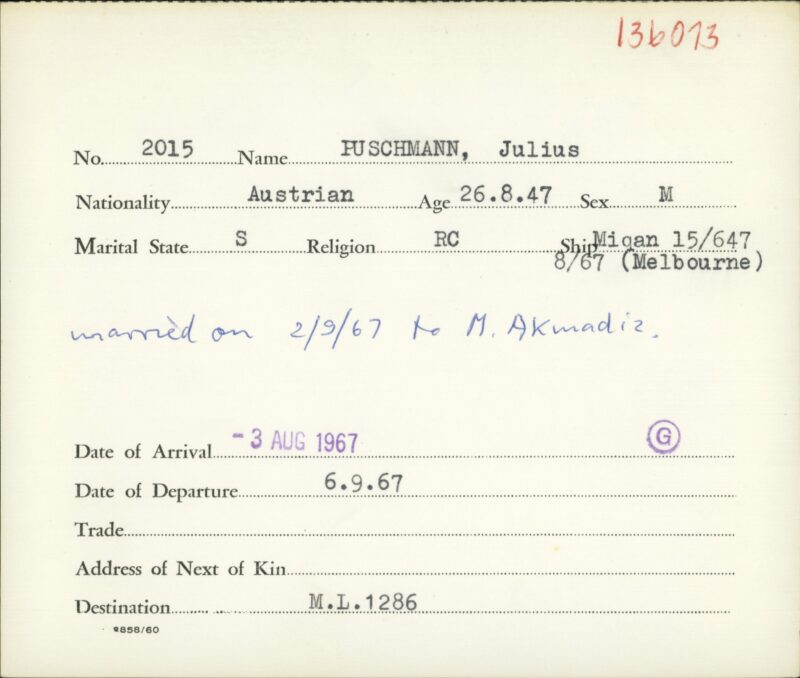 136073
No. 2015 Name PUSCHMANN, Julius
Nationality Austrian Age 26.8.47 Sex M
Marital State S Religion RC Ship Migan 15/647
8/67 (Melbourne)
married on 2/9/67 to M. Akmadiz.
Date of Arrival - 3 AUG 1967 G
Date of Departure 6.9.67
Trade
Address of Next of Kin
Destination M.L.1286
9858/60